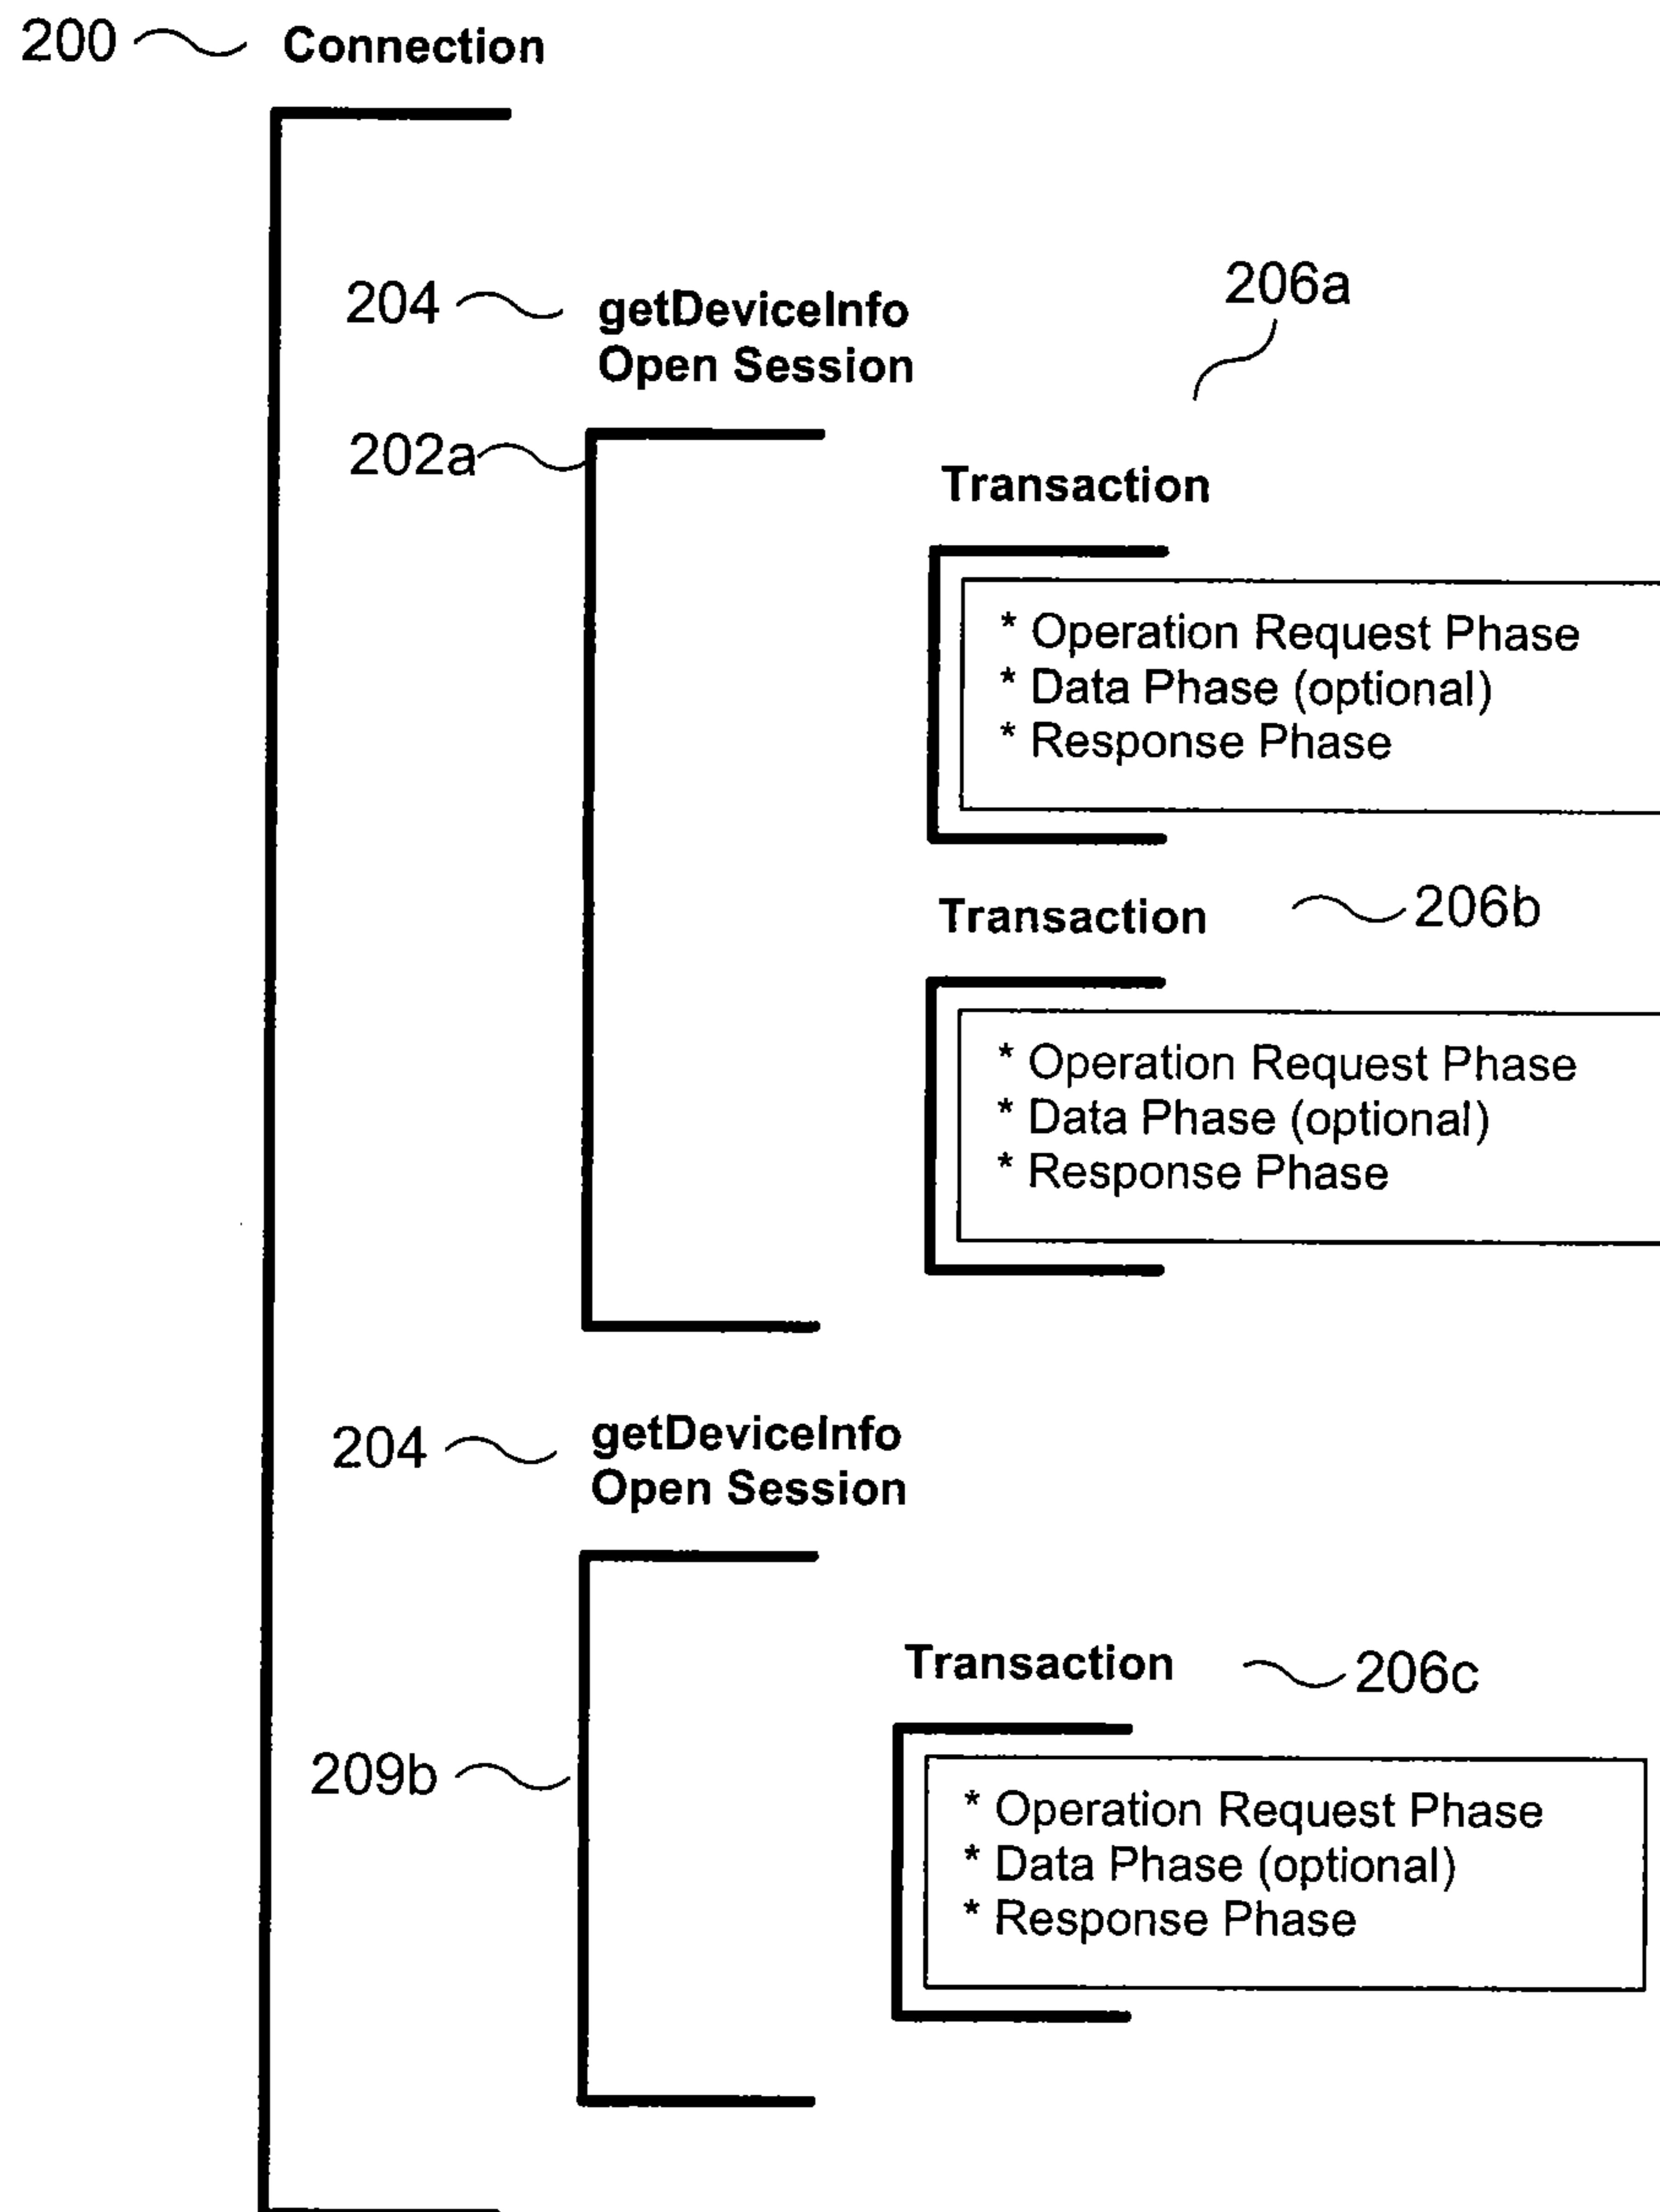 200 Connection
204 getDeviceInfo
Open Session
206a
202a
Transaction
* Operation Request Phase
* Data Phase (optional)
* Response Phase
Transaction 206b
* Operation Request Phase
* Data Phase (optional)
* Response Phase
204 getDeviceInfo
Open Session
Transaction 206c
209b
* Operation Request Phase
* Data Phase (optional)
* Response Phase